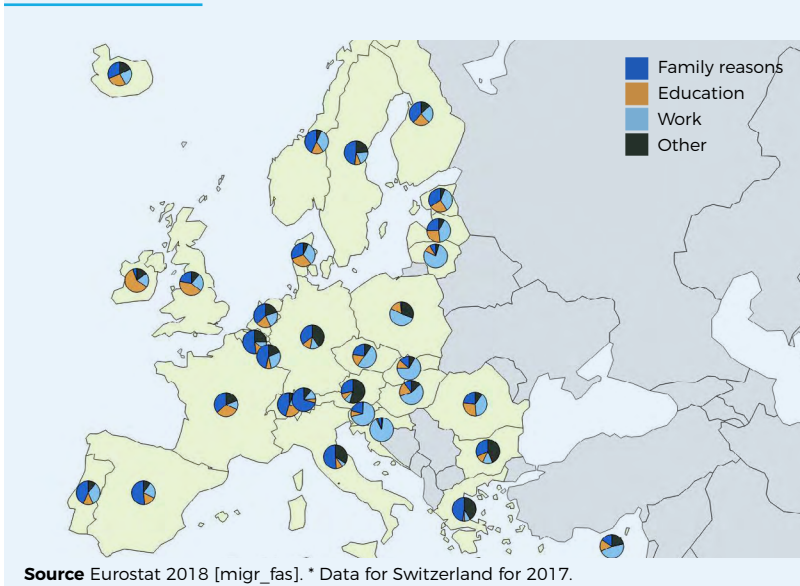 Family reasons
Education
Work
Other
Source Eurostat 2018 [migr_fas]. * Data for Switzerland for 2017.